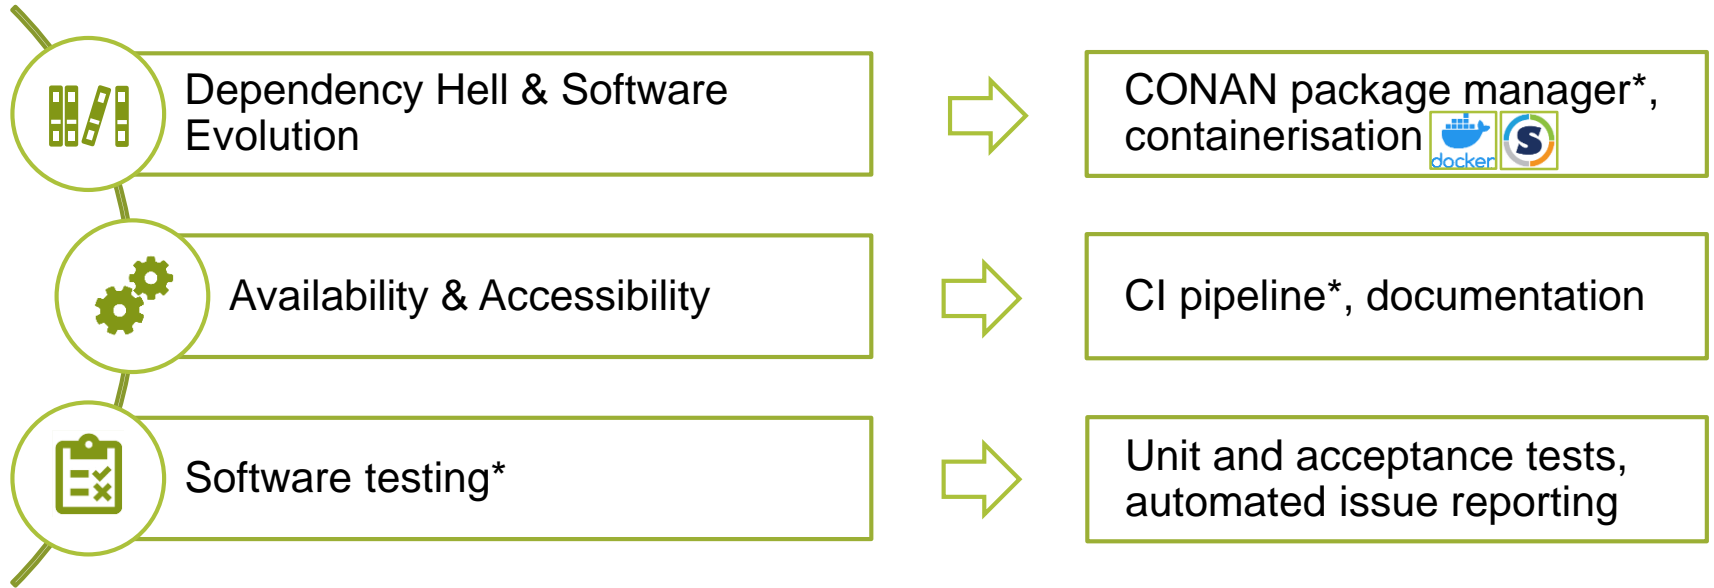 Dependency Hell & Software
Evolution
CONAN package manager*,
containerisation
docker
S
Availability & Accessibility
CI pipeline*, documentation
Software testing*
Unit and acceptance tests,
automated issue reporting